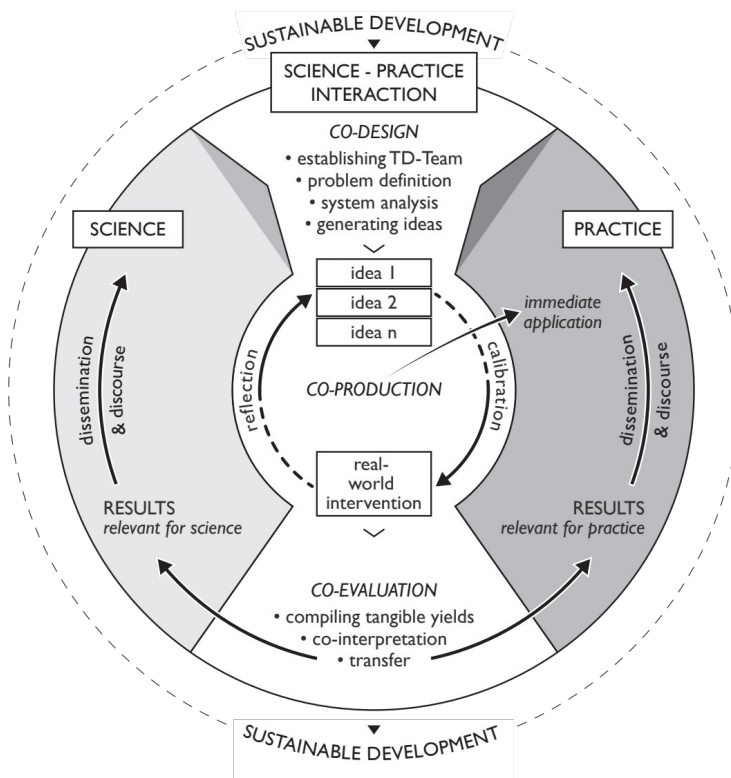 SUSTAINABLE DEVELOPMENT
SCIENCE - PRACTICE
INTERACTION
CO-DESIGN
• establishing TD-Team
• problem definition
• system analysis
• generating ideas
SCIENCE
PRACTICE
idea 1
idea 2
idea n
immediate
application
dissemination
& discourse
reflection
CO-PRODUCTION
calibration
dissemination
& discourse
real-
world
intervention
RESULTS
relevant for science
RESULTS
relevant for practice
CO-EVALUATION
• compiling tangible yields
• co-interpretation
• transfer
SUSTAINABLE DEVELOPMENT